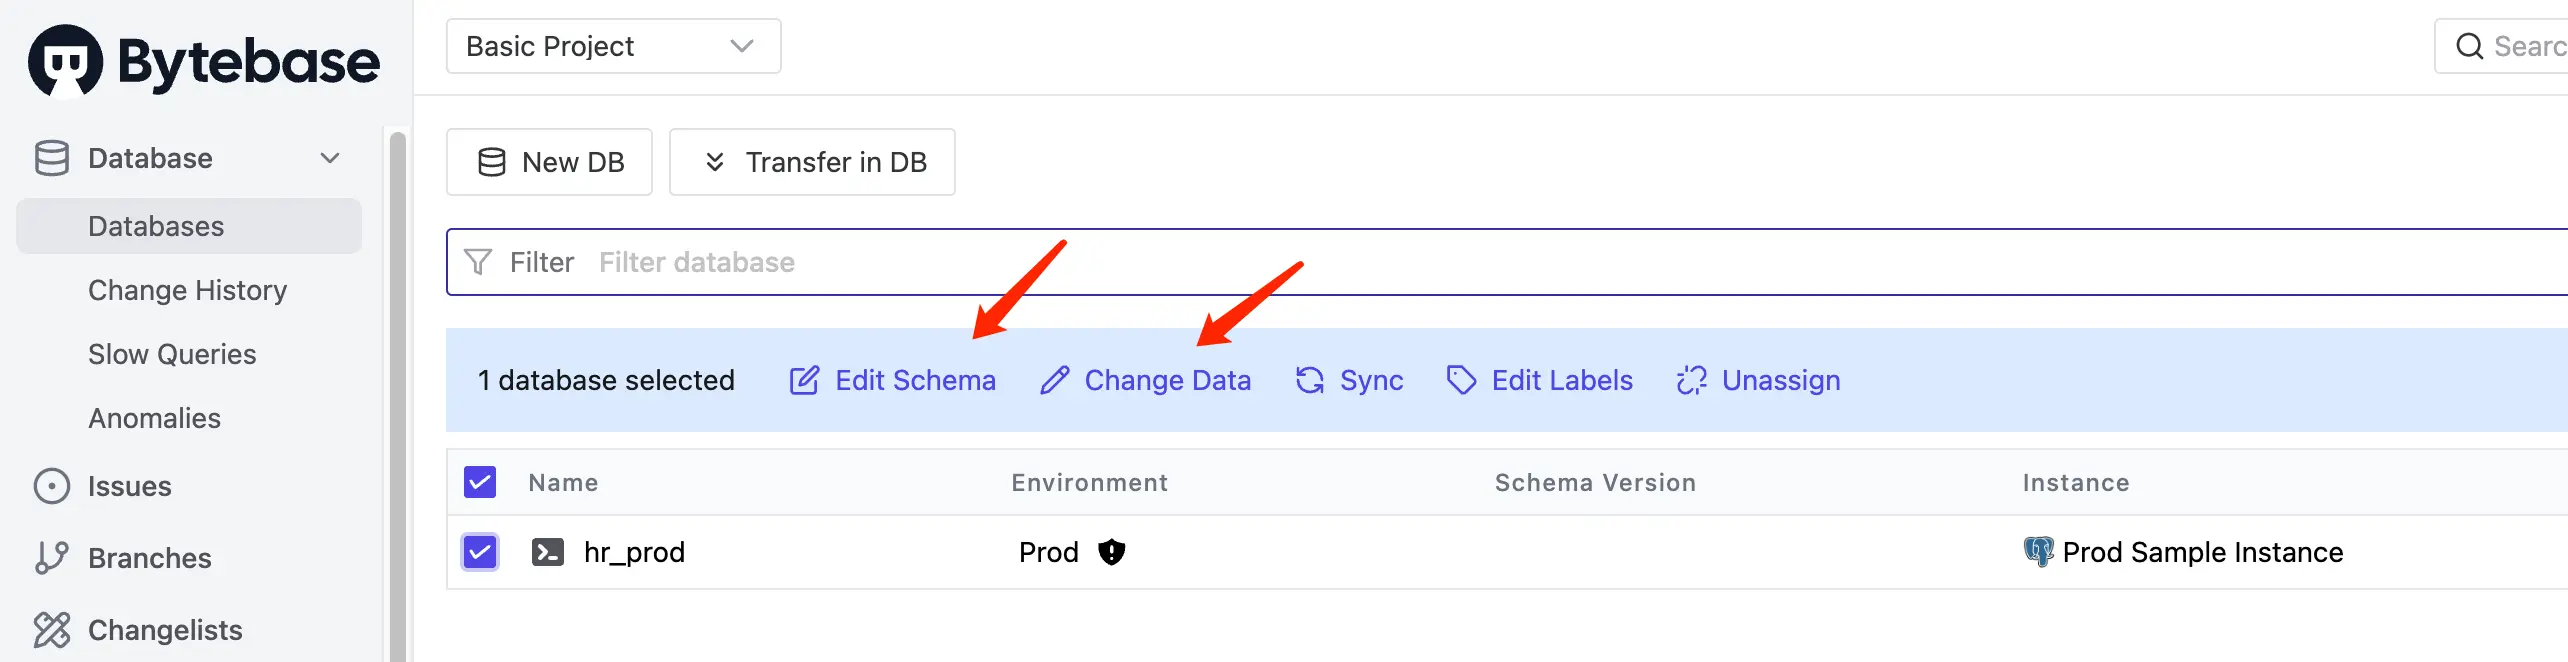 Bytebase
Basic Project
Searc
Database
Databases
Change History
Slow Queries
Anomalies
Issues
Branches
Changelists
New DB
Transfer in DB
Filter Filter database
1 database selected Edit Schema Change Data Sync Edit Labels Unassign
Name Environment Schema Version Instance
hr_prod Prod Prod Sample Instance